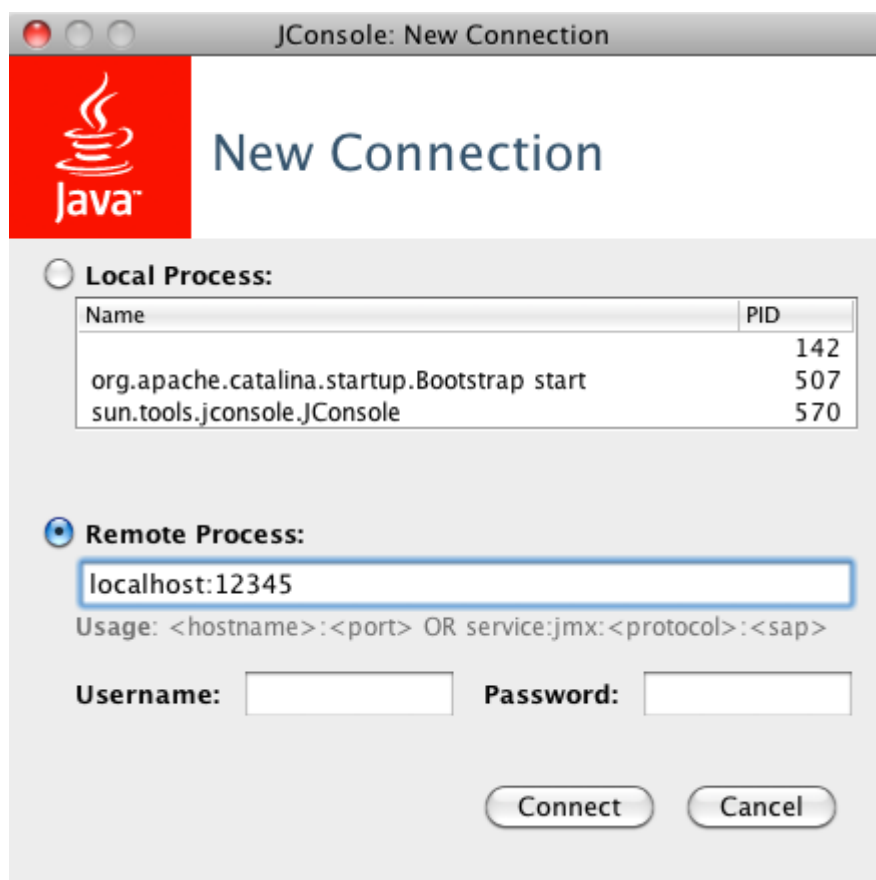 JConsole: New Connection
Java™
New Connection
Local Process:
Name PID
142
org.apache.catalina.startup.Bootstrap start 507
sun.tools.jconsole.JConsole 570
Remote Process:
localhost:12345
Usage: <hostname>:<port> OR service:jmx:<protocol>:<sap>
Username: Password:
Connect Cancel